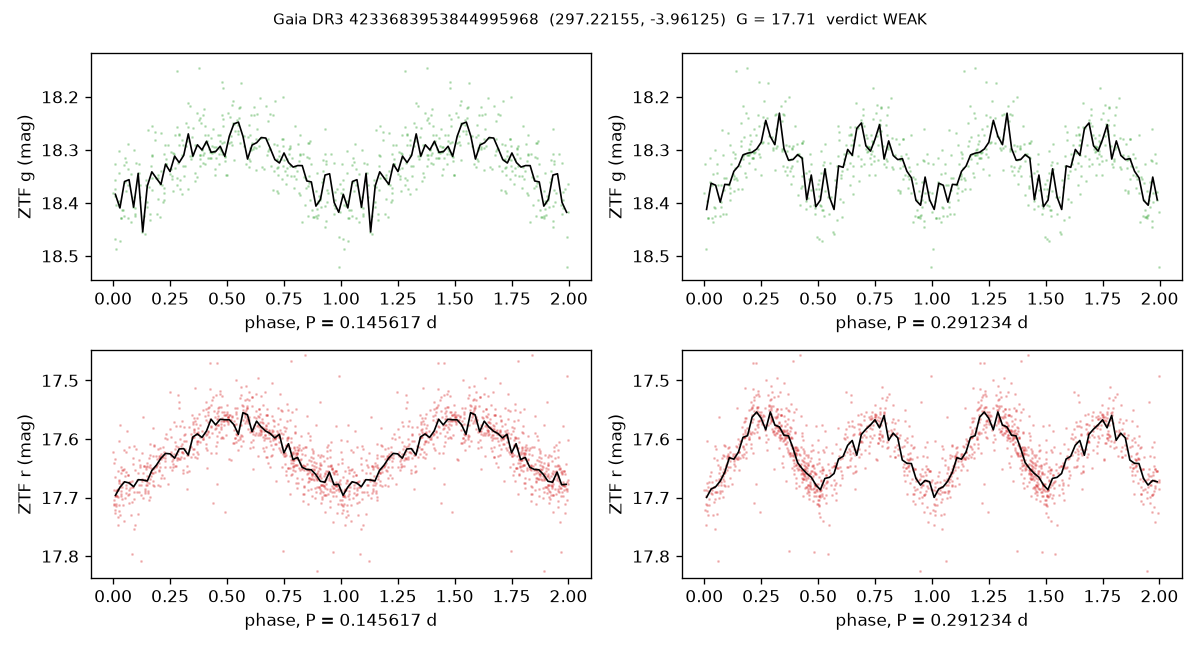 Gaia DR3 4233683953844995968 (297.22155, -3.96125) G = 17.71 verdict WEAK
ZTF g (mag)
18.2
18.3
18.4
18.5
0.00 0.25 0.50 0.75 1.00 1.25 1.50 1.75 2.00
phase, P = 0.145617 d
ZTF g (mag)
18.2
18.3
18.4
18.5
0.00 0.25 0.50 0.75 1.00 1.25 1.50 1.75 2.00
phase, P = 0.291234 d
ZTF r (mag)
17.5
17.6
17.7
17.8
0.00 0.25 0.50 0.75 1.00 1.25 1.50 1.75 2.00
phase, P = 0.145617 d
ZTF r (mag)
17.5
17.6
17.7
17.8
0.00 0.25 0.50 0.75 1.00 1.25 1.50 1.75 2.00
phase, P = 0.291234 d